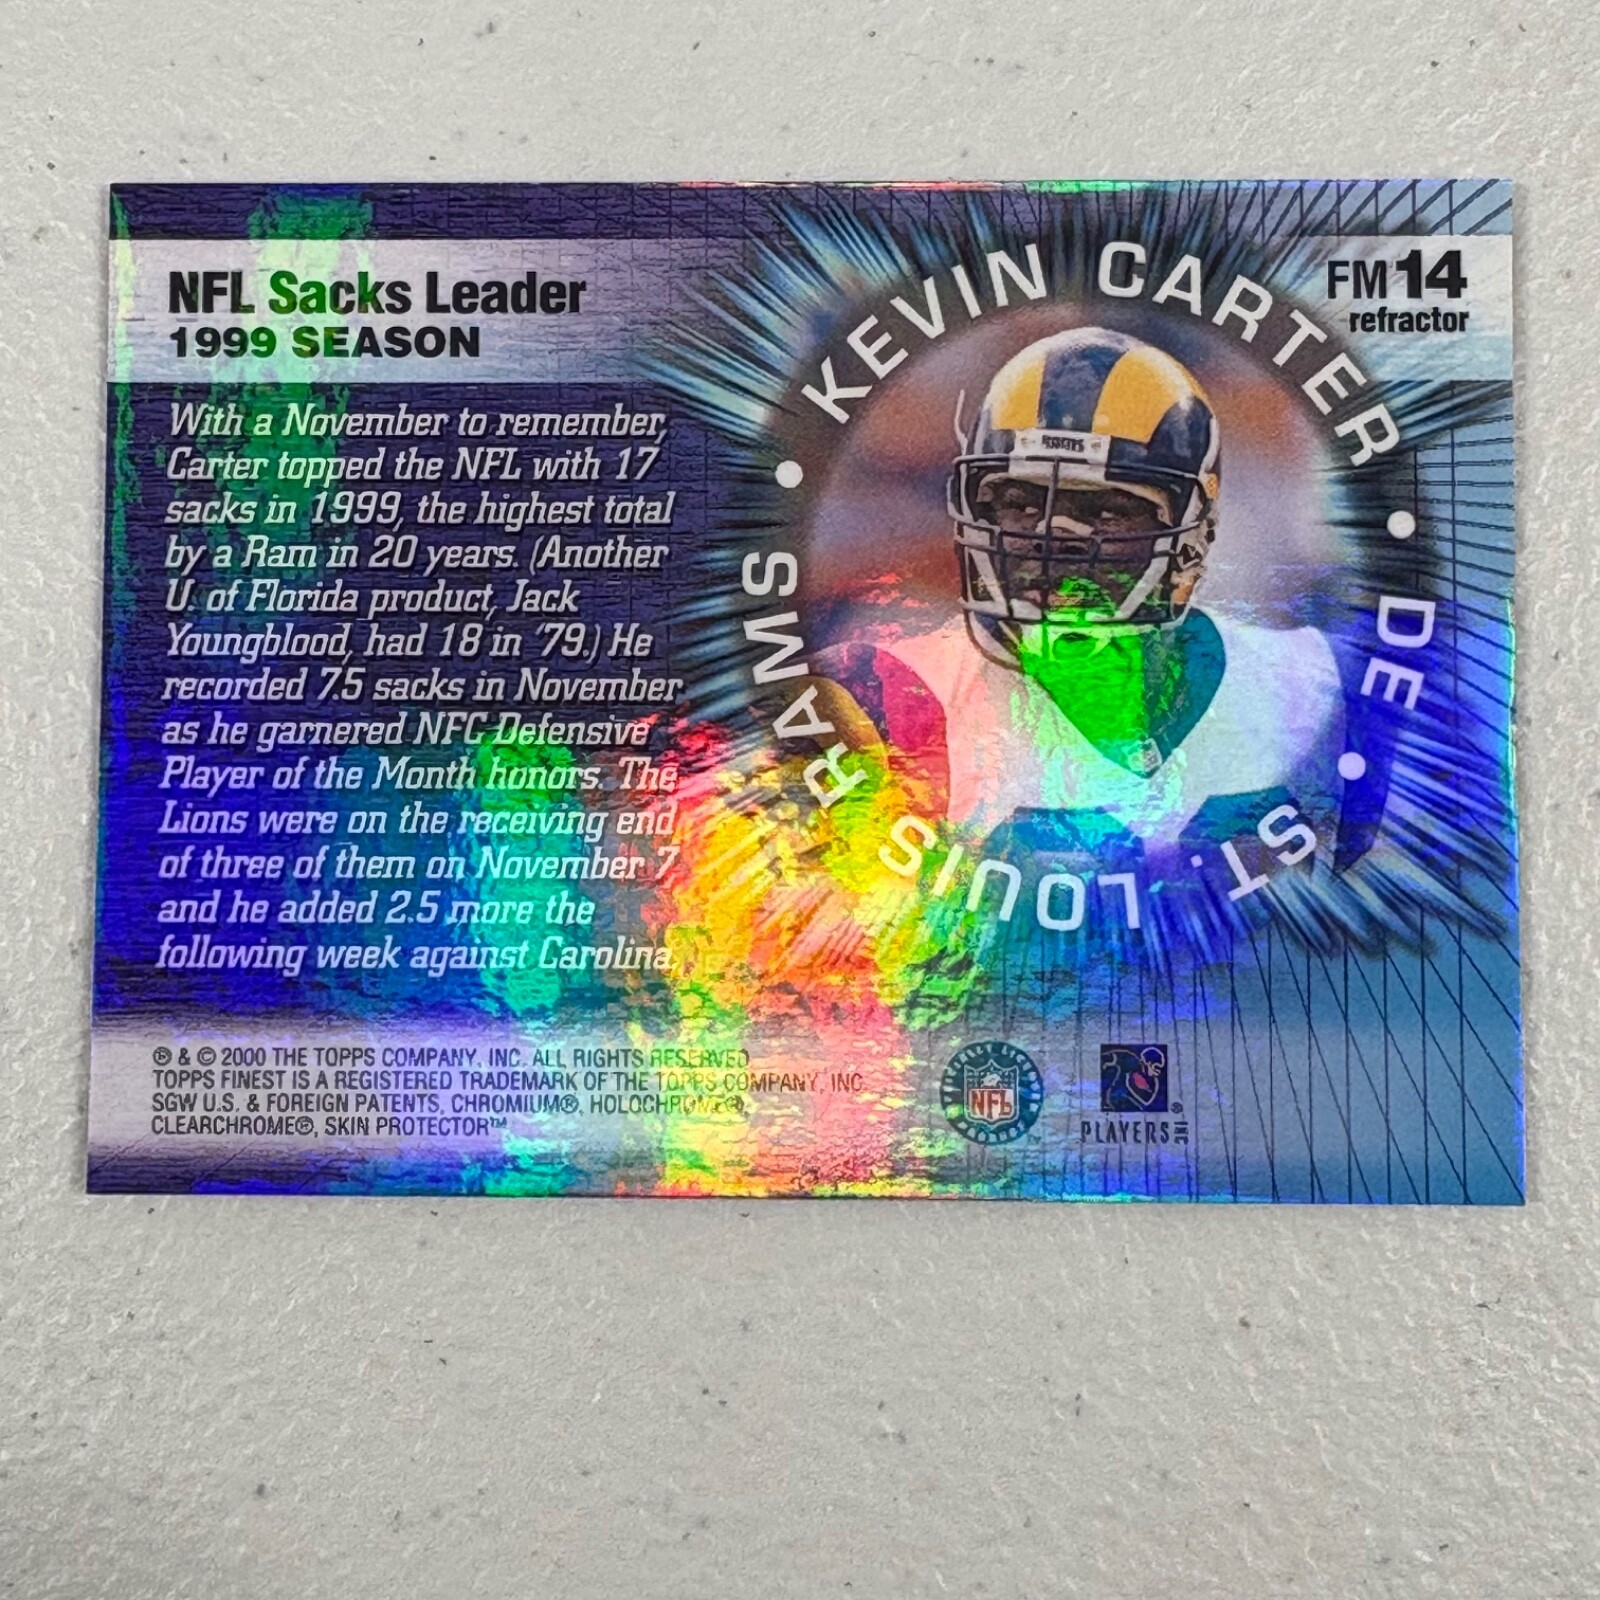 NFL Sacks Leader
1999 SEASON
FM 14
refractor
With a November to remember,
Carter topped the NFL with 17
sacks in 1999, the highest total
by a Ram in 20 years. (Another
U. of Florida product, Jack
Youngblood, had 18 in '79.) He
recorded 7.5 sacks in November
as he garnered NFC Defensive
Player of the Month honors. The
Lions were on the receiving end
of three of them on November 7
and he added 2.5 more the
following week against Carolina.
KEVIN CARTER • DE • ST. LOUIS RAMS •
® & © 2000 THE TOPPS COMPANY, INC. ALL RIGHTS RESERVED
TOPPS FINEST IS A REGISTERED TRADEMARK OF THE TOPPS COMPANY, INC.
SGW U.S. & FOREIGN PATENTS, CHROMIUM®, HOLOCHROME®,
CLEARCHROME®, SKIN PROTECTOR™
NFL
PLAYERS INC ®